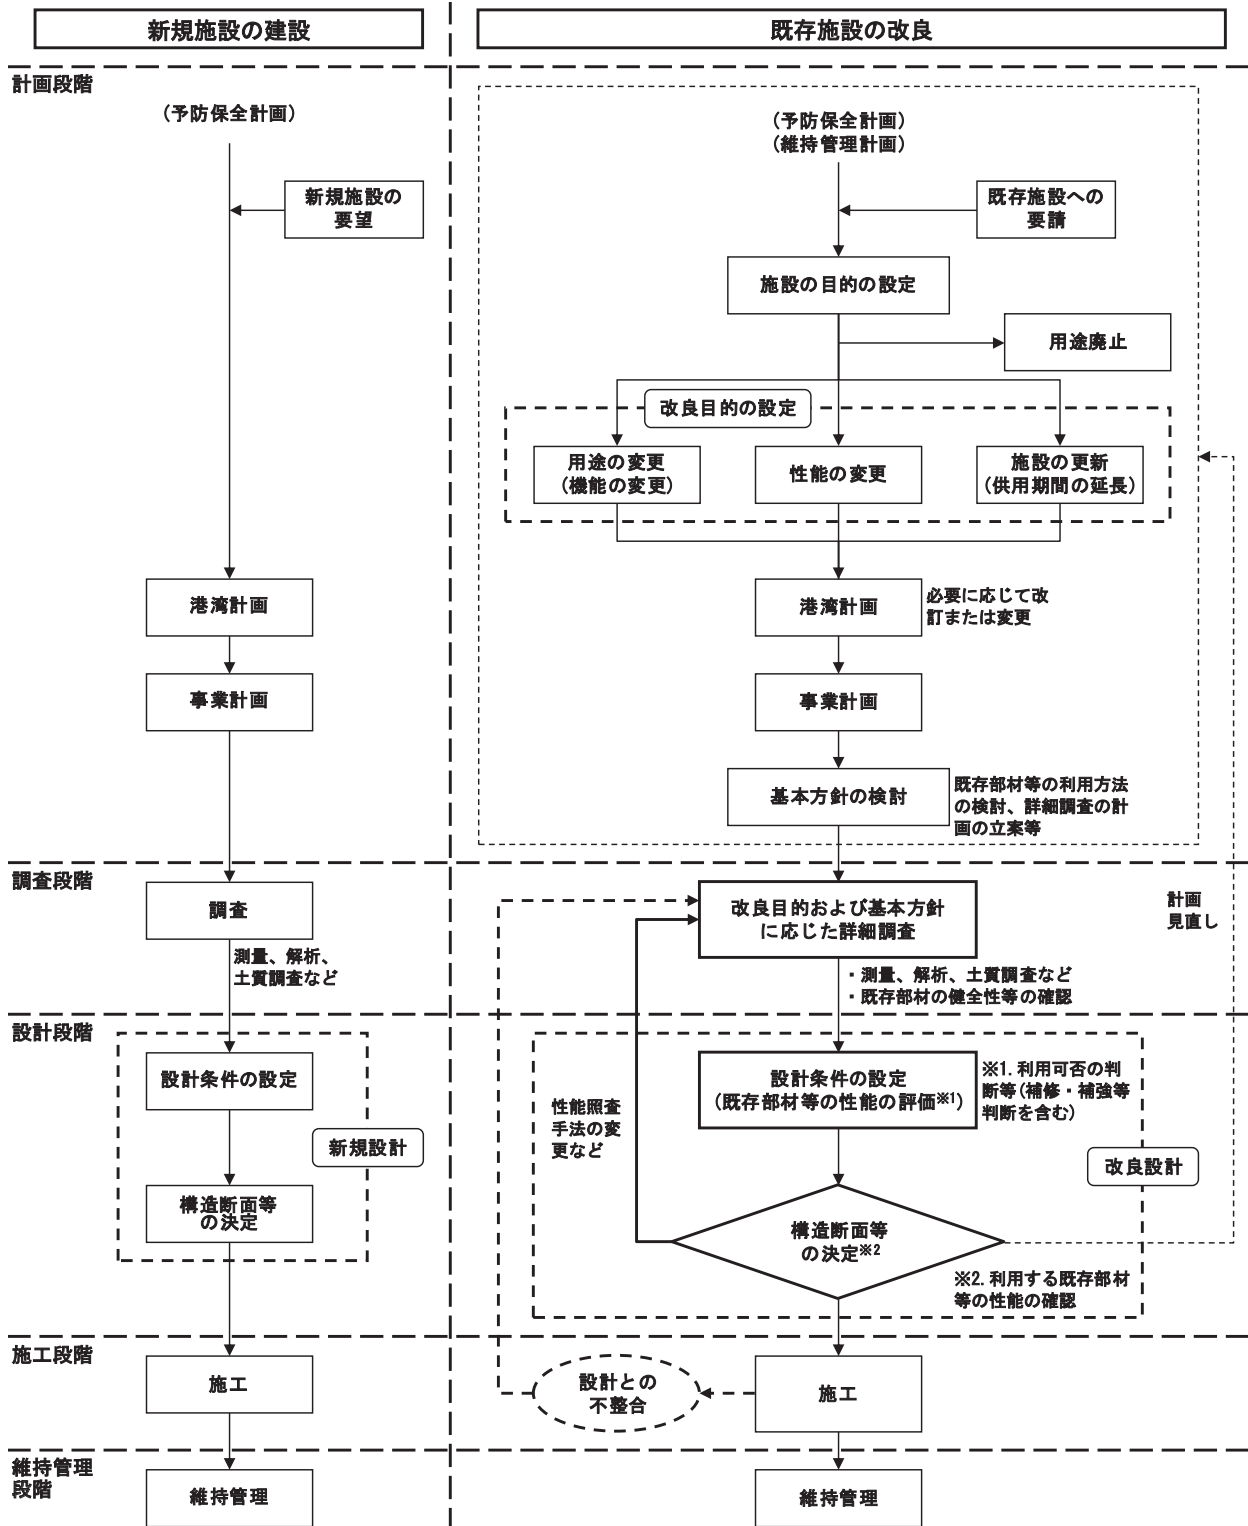 新規施設の建設
既存施設の改良
計画段階
(予防保全計画)
新規施設の
要望
港湾計画
事業計画
(予防保全計画)
(維持管理計画)
既存施設への
要請
施設の目的の設定
用途廃止
改良目的の設定
用途の変更
(機能の変更)
性能の変更
施設の更新
(供用期間の延長)
港湾計画
必要に応じて改
訂または変更
事業計画
基本方針の検討
既存部材等の利用方法
の検討、詳細調査の計
画の立案等
調査段階
調査
測量、解析、
土質調査など
改良目的および基本方針
に応じた詳細調査
・測量、解析、土質調査など
・既存部材の健全性等の確認
計画
見直し
設計段階
設計条件の設定
新規設計
構造断面等
の決定
設計条件の設定
(既存部材等の性能の評価※1)
※1. 利用可否の判
断等(補修・補強等
判断を含む)
性能照査
手法の変
更など
改良設計
構造断面等
の決定※2
※2. 利用する既存部材
等の性能の確認
施工段階
施工
設計との
不整合
施工
維持管理
段階
維持管理
維持管理